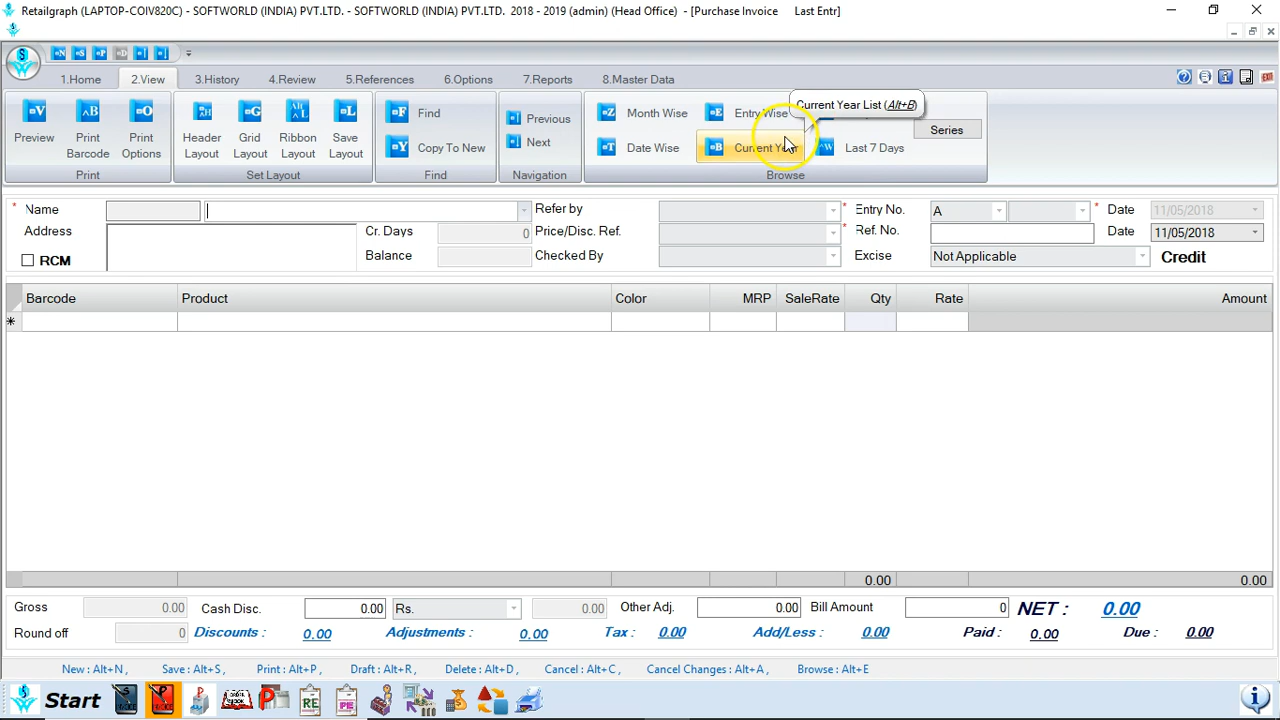 Retailgraph (LAPTOP-COIV820C) - SOFTWORLD (INDIA) PVT.LTD. - SOFTWORLD (INDIA) PVT.LTD. 2018 - 2019 (admin) (Head Office) - [Purchase Invoice Last Entr]
1.Home 2.View 3.History 4.Review 5.References 6.Options 7.Reports 8.Master Data
Current Year List (Alt+B)
Find Month Wise Entry Wise
Previous
Series
Preview Print Barcode Print Options Header Layout Grid Layout Ribbon Layout Save Layout
Next
Copy To New Date Wise Current Year Last 7 Days
Print Set Layout Find Navigation Browse
* Name Refer by * Entry No. A * Date 11/05/2018
Address Cr. Days 0 Price/Disc. Ref. * Ref. No. Date 11/05/2018
RCM Balance Checked By Excise Not Applicable Credit
Barcode Product Color MRP SaleRate Qty Rate Amount
0.00 0.00
Gross 0.00 Cash Disc. 0.00 Rs. 0.00 Other Adj. 0.00 Bill Amount 0 NET : 0.00
Round off 0 Discounts : 0.00 Adjustments : 0.00 Tax : 0.00 Add/Less : 0.00 Paid : 0.00 Due : 0.00
New : Alt+N , Save : Alt+S , Print : Alt+P , Draft : Alt+R , Delete : Alt+D , Cancel : Alt+C , Cancel Changes : Alt+A , Browse : Alt+E
Start